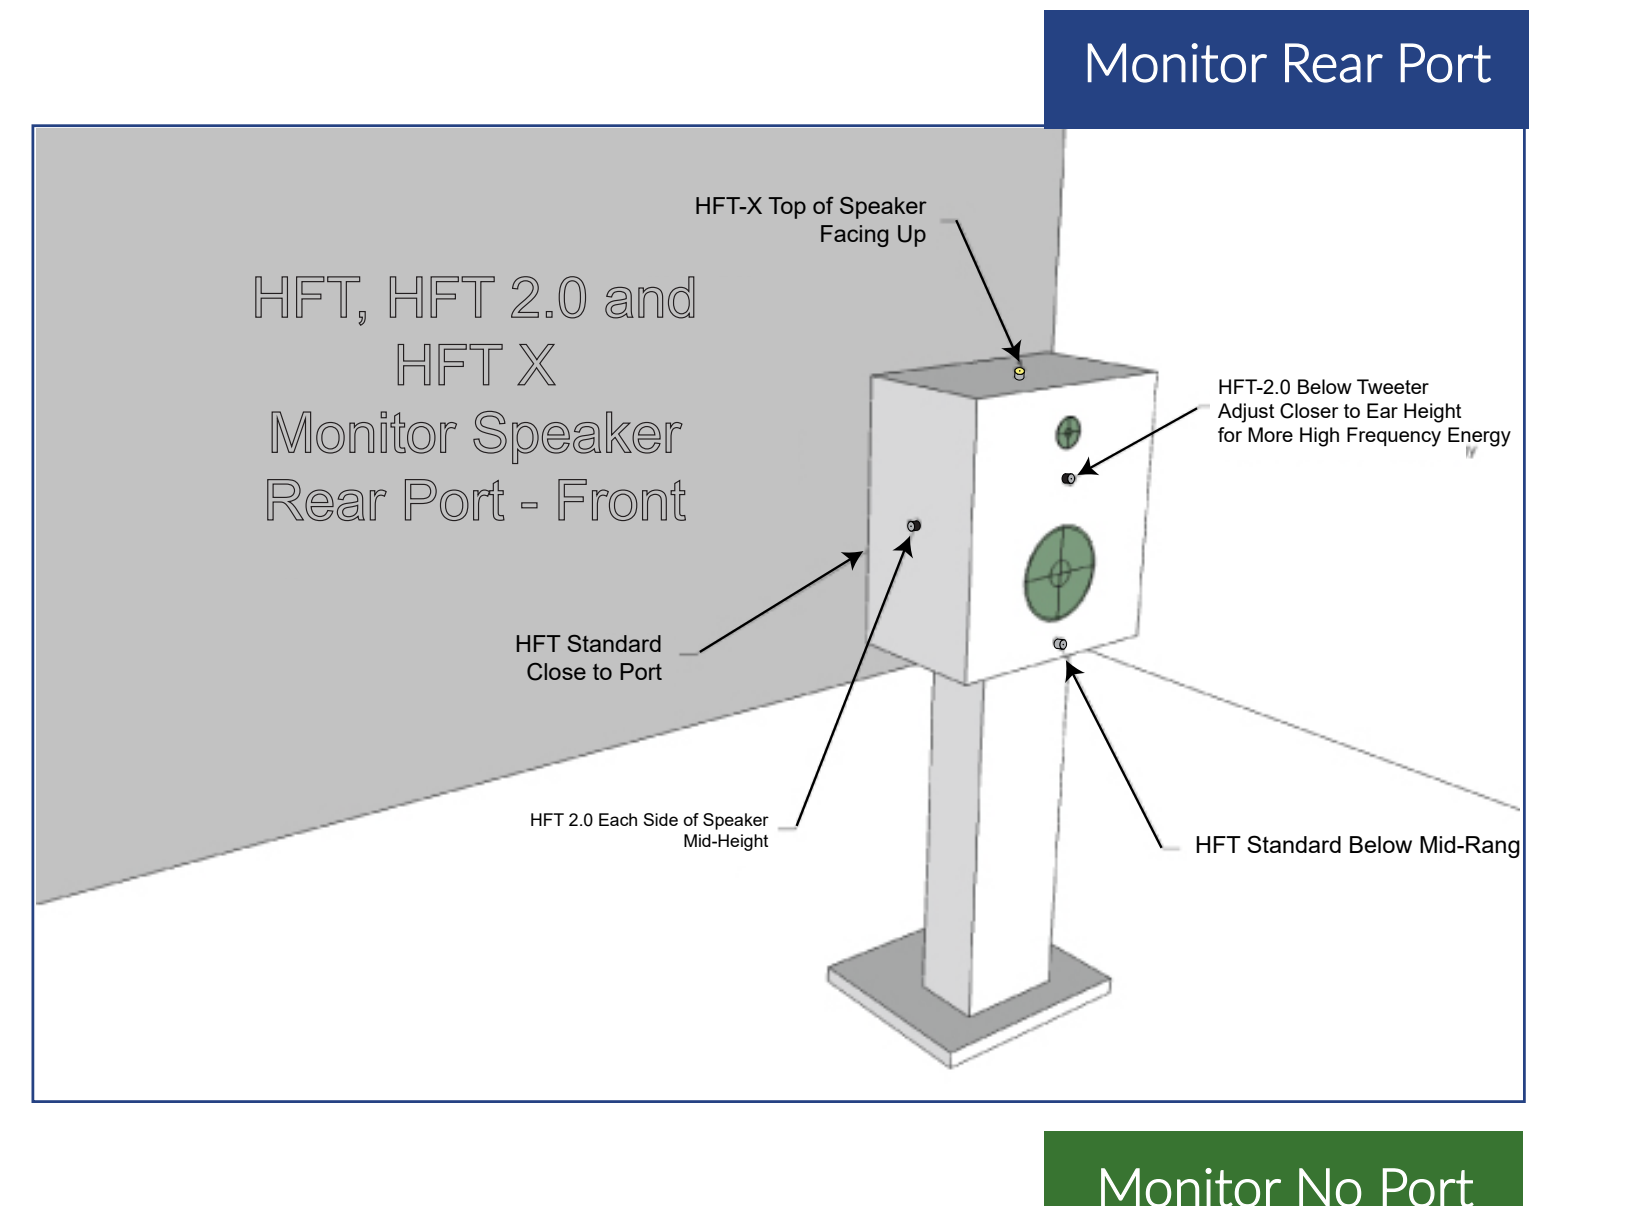 Monitor Rear Port
HFT-X Top of Speaker
Facing Up
HFT, HFT 2.0 and
HFT X
Monitor Speaker
Rear Port - Front
HFT-2.0 Below Tweeter
Adjust Closer to Ear Height
for More High Frequency Energy
HFT Standard
Close to Port
HFT 2.0 Each Side of Speaker
Mid-Height
HFT Standard Below Mid-Rang
Monitor No Port